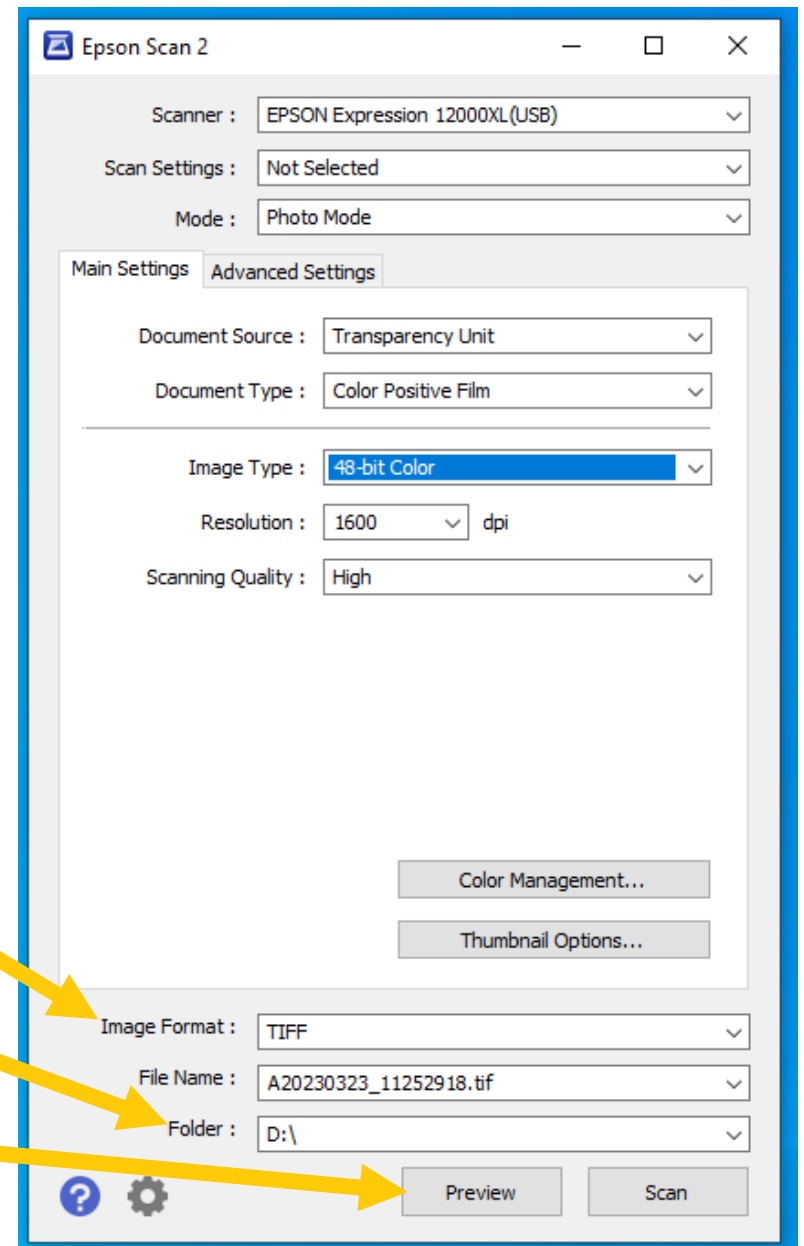 Epson Scan 2
Scanner : EPSON Expression 12000XL(USB)
Scan Settings : Not Selected
Mode : Photo Mode
Main Settings Advanced Settings
Document Source : Transparency Unit
Document Type : Color Positive Film
Image Type : 48-bit Color
Resolution : 1600 dpi
Scanning Quality : High
Color Management...
Thumbnail Options...
Image Format : TIFF
File Name : A20230323_11252918.tif
Folder : D:\
? Preview Scan